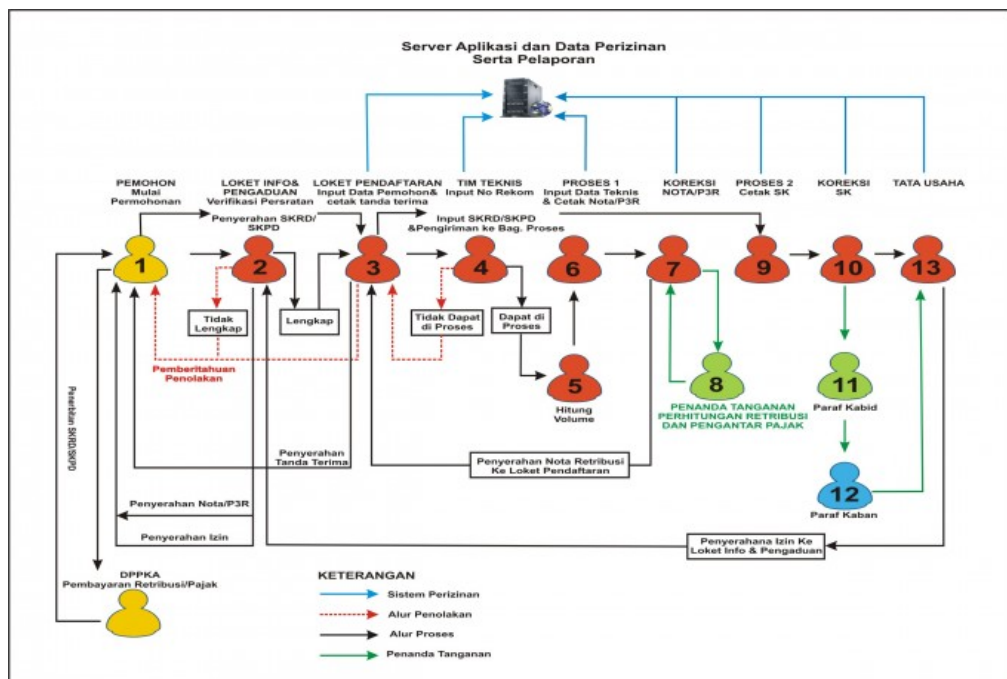 Server Aplikasi dan Data Perizinan
Serta Pelaporan
PEMOHON
Mulai
Permohonan
LOKET INFO&
PENGADUAN
Verifikasi Persratan
LOKET PENDAFTARAN
Input Data Pemohon&
cetak tanda terima
TIM TEKNIS
Input No Rekom
PROSES 1
Input Data Teknis
& Cetak Nota/P3R
KOREKSI
NOTA/P3R
PROSES 2
Cetak SK
KOREKSI
SK
TATA USAHA
Penyerahan SKRD/
SKPD
Input SKRD/SKPD
&Pengiriman ke Bag. Proses
1
2
3
4
6
7
9
10
13
Tidak
Lengkap
Lengkap
Tidak Dapat
di Proses
Dapat di
Proses
Pemberitahuan
Penolakan
5
Hitung
Volume
8
PENANDA TANGANAN
PERHITUNGAN RETRIBUSI
DAN PENGANTAR PAJAK
11
Paraf Kabid
12
Paraf Kaban
Penerbitan SKRD/SKPD
Penyerahan
Tanda Terima
Penyerahan Nota Retribusi
Ke Loket Pendaftaran
Penyerahan Nota/P3R
Penyerahan Izin
Penyerahana Izin Ke
Loket Info & Pengaduan
DPPKA
Pembayaran Retribusi/Pajak
KETERANGAN
Sistem Perizinan
Alur Penolakan
Alur Proses
Penanda Tanganan